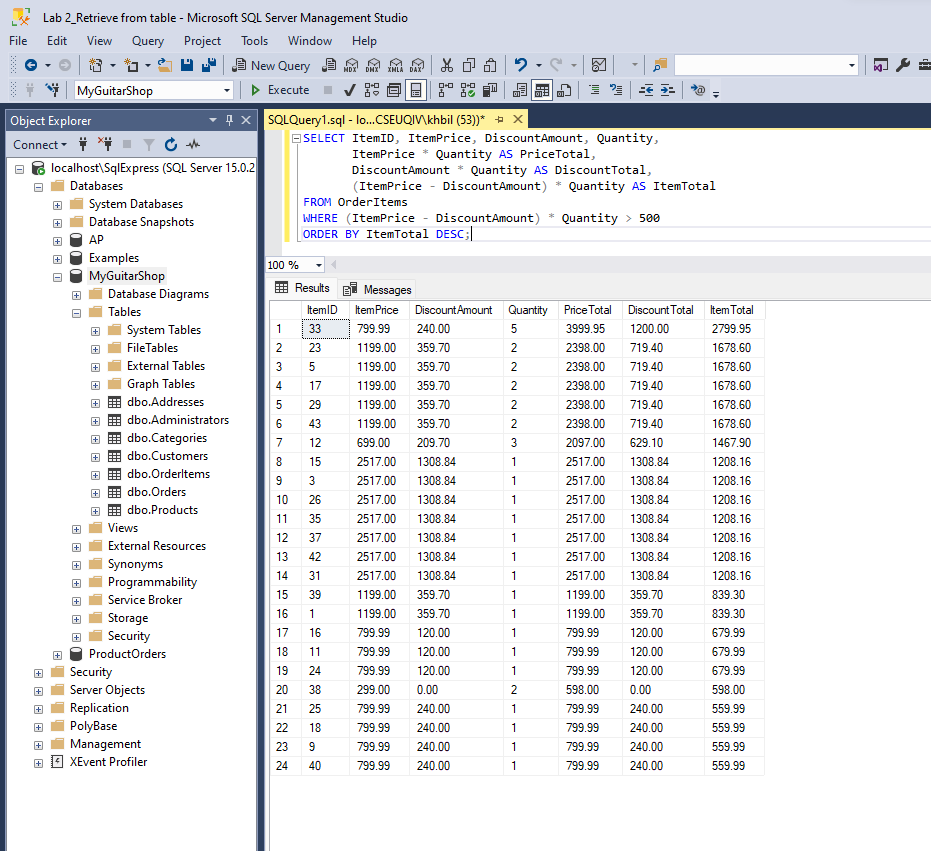 Lab 2_Retrieve from table - Microsoft SQL Server Management Studio
File Edit View Query Project Tools Window Help
New Query MDX DMX XMLA DAX
MyGuitarShop Execute
Object Explorer
Connect
localhost\SqlExpress (SQL Server 15.0.2
Databases
System Databases
Database Snapshots
AP
Examples
MyGuitarShop
Database Diagrams
Tables
System Tables
FileTables
External Tables
Graph Tables
dbo.Addresses
dbo.Administrators
dbo.Categories
dbo.Customers
dbo.OrderItems
dbo.Orders
dbo.Products
Views
External Resources
Synonyms
Programmability
Service Broker
Storage
Security
ProductOrders
Security
Server Objects
Replication
PolyBase
Management
XEvent Profiler
SQLQuery1.sql - lo...CSEUQIV\khbil (53))*
SELECT ItemID, ItemPrice, DiscountAmount, Quantity,
ItemPrice * Quantity AS PriceTotal,
DiscountAmount * Quantity AS DiscountTotal,
(ItemPrice - DiscountAmount) * Quantity AS ItemTotal
FROM OrderItems
WHERE (ItemPrice - DiscountAmount) * Quantity > 500
ORDER BY ItemTotal DESC;
100 %
Results Messages
ItemID ItemPrice DiscountAmount Quantity PriceTotal DiscountTotal ItemTotal
1 33 799.99 240.00 5 3999.95 1200.00 2799.95
2 23 1199.00 359.70 2 2398.00 719.40 1678.60
3 5 1199.00 359.70 2 2398.00 719.40 1678.60
4 17 1199.00 359.70 2 2398.00 719.40 1678.60
5 29 1199.00 359.70 2 2398.00 719.40 1678.60
6 43 1199.00 359.70 2 2398.00 719.40 1678.60
7 12 699.00 209.70 3 2097.00 629.10 1467.90
8 15 2517.00 1308.84 1 2517.00 1308.84 1208.16
9 3 2517.00 1308.84 1 2517.00 1308.84 1208.16
10 26 2517.00 1308.84 1 2517.00 1308.84 1208.16
11 35 2517.00 1308.84 1 2517.00 1308.84 1208.16
12 37 2517.00 1308.84 1 2517.00 1308.84 1208.16
13 42 2517.00 1308.84 1 2517.00 1308.84 1208.16
14 31 2517.00 1308.84 1 2517.00 1308.84 1208.16
15 39 1199.00 359.70 1 1199.00 359.70 839.30
16 1 1199.00 359.70 1 1199.00 359.70 839.30
17 16 799.99 120.00 1 799.99 120.00 679.99
18 11 799.99 120.00 1 799.99 120.00 679.99
19 24 799.99 120.00 1 799.99 120.00 679.99
20 38 299.00 0.00 2 598.00 0.00 598.00
21 25 799.99 240.00 1 799.99 240.00 559.99
22 18 799.99 240.00 1 799.99 240.00 559.99
23 9 799.99 240.00 1 799.99 240.00 559.99
24 40 799.99 240.00 1 799.99 240.00 559.99